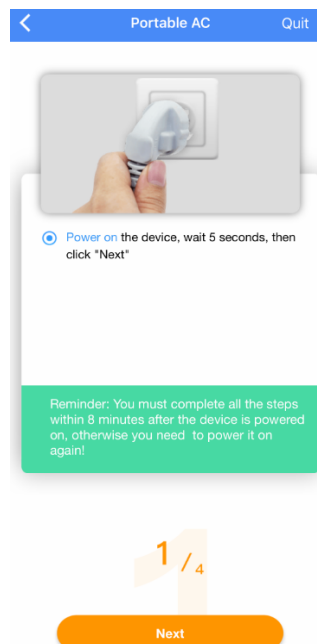 Portable AC Quit
Power on the device, wait 5 seconds, then
click "Next"
Reminder: You must complete all the steps
within 8 minutes after the device is powered
on, otherwise you need to power it on
again!
1 / 4
Next